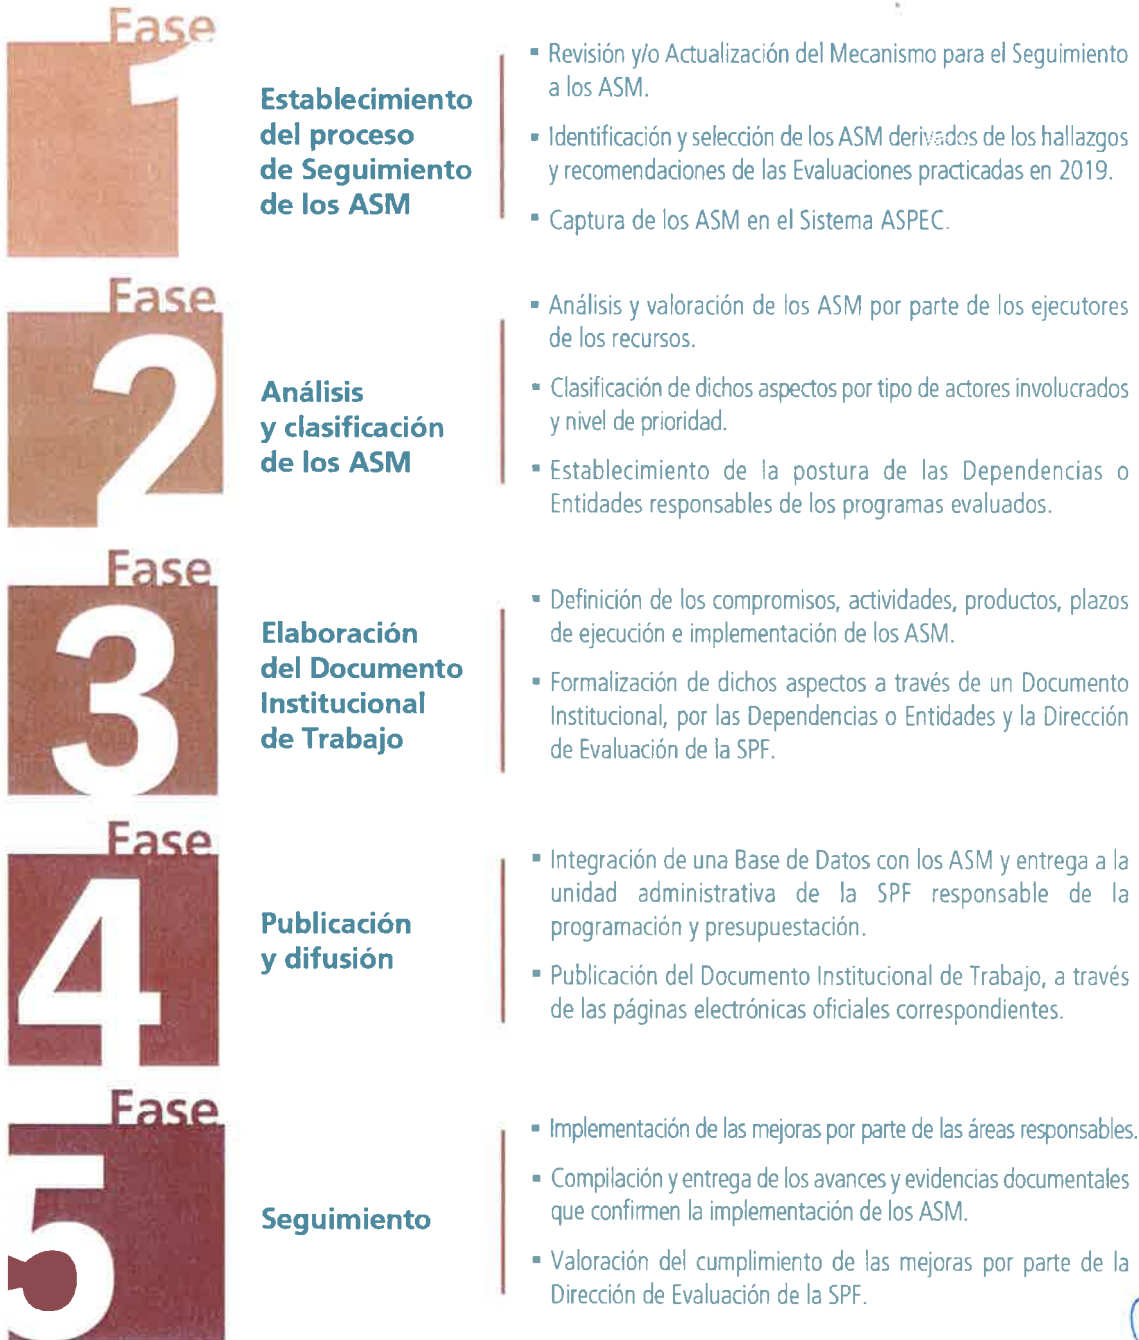 Fase
1
Establecimiento
del proceso
de Seguimiento
de los ASM
▪ Revisión y/o Actualización del Mecanismo para el Seguimiento
a los ASM.
▪ Identificación y selección de los ASM derivados de los hallazgos
y recomendaciones de las Evaluaciones practicadas en 2019.
▪ Captura de los ASM en el Sistema ASPEC.
Fase
2
Análisis
y clasificación
de los ASM
▪ Análisis y valoración de los ASM por parte de los ejecutores
de los recursos.
▪ Clasificación de dichos aspectos por tipo de actores involucrados
y nivel de prioridad.
▪ Establecimiento de la postura de las Dependencias o
Entidades responsables de los programas evaluados.
Fase
3
Elaboración
del Documento
Institucional
de Trabajo
▪ Definición de los compromisos, actividades, productos, plazos
de ejecución e implementación de los ASM.
▪ Formalización de dichos aspectos a través de un Documento
Institucional, por las Dependencias o Entidades y la Dirección
de Evaluación de la SPF.
Fase
4
Publicación
y difusión
▪ Integración de una Base de Datos con los ASM y entrega a la
unidad administrativa de la SPF responsable de la
programación y presupuestación.
▪ Publicación del Documento Institucional de Trabajo, a través
de las páginas electrónicas oficiales correspondientes.
Fase
5
Seguimiento
▪ Implementación de las mejoras por parte de las áreas responsables.
▪ Compilación y entrega de los avances y evidencias documentales
que confirmen la implementación de los ASM.
▪ Valoración del cumplimiento de las mejoras por parte de la
Dirección de Evaluación de la SPF.